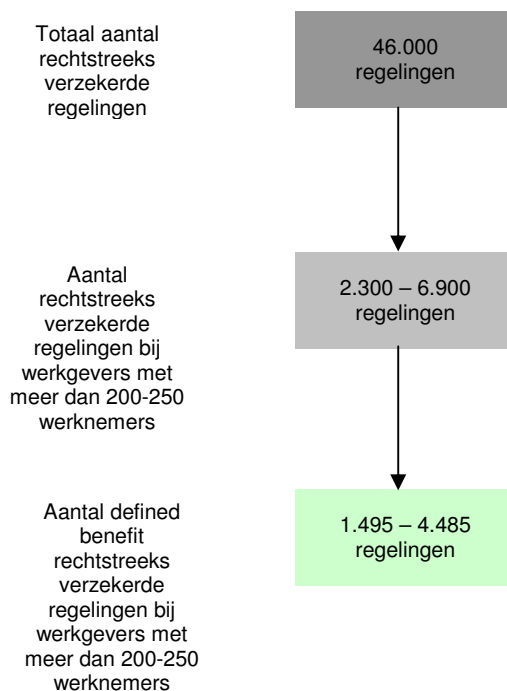 Totaal aantal
rechtstreeks
verzekerde
regelingen
46.000
regelingen
Aantal
rechtstreeks
verzekerde
regelingen bij
werkgevers met
meer dan 200-250
werknemers
2.300 – 6.900
regelingen
Aantal defined
benefit
rechtstreeks
verzekerde
regelingen bij
werkgevers met
meer dan 200-250
werknemers
1.495 – 4.485
regelingen